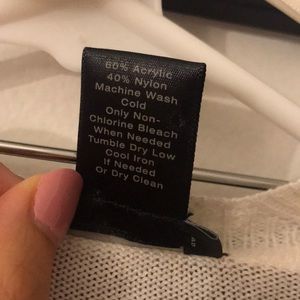 60% Acrylic
40% Nylon
Machine Wash
Cold
Only Non-
Chlorine Bleach
When Needed
Tumble Dry Low
Cool Iron
If Needed
Or Dry Clean